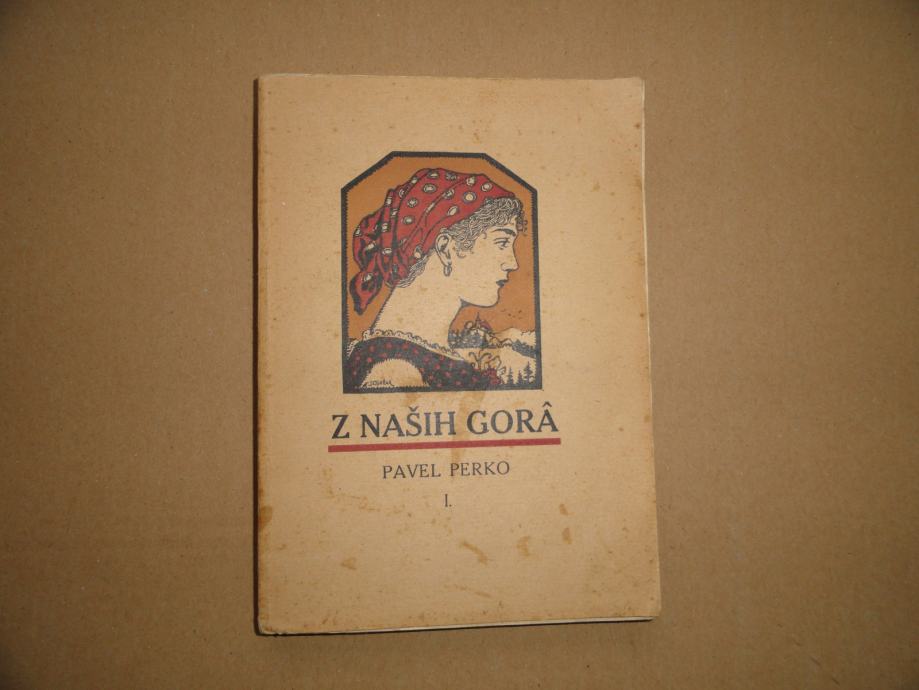 Z NAŠIH GORÂ
PAVEL PERKO
I.